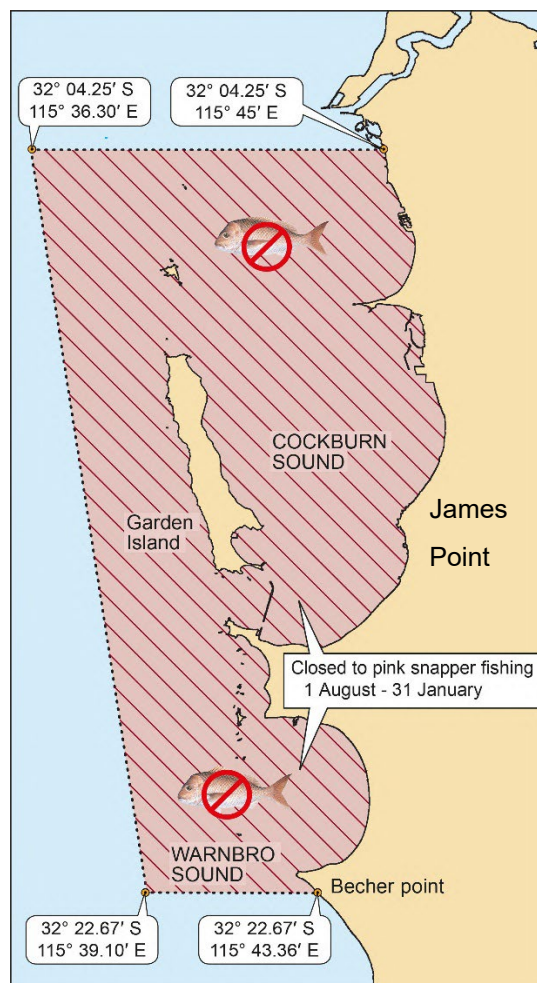 32° 04.25′ S
115° 36.30′ E
32° 04.25′ S
115° 45′ E
COCKBURN
SOUND
Garden
Island
James
Point
Closed to pink snapper fishing
1 August - 31 January
WARNBRO
SOUND
Becher point
32° 22.67′ S
115° 39.10′ E
32° 22.67′ S
115° 43.36′ E